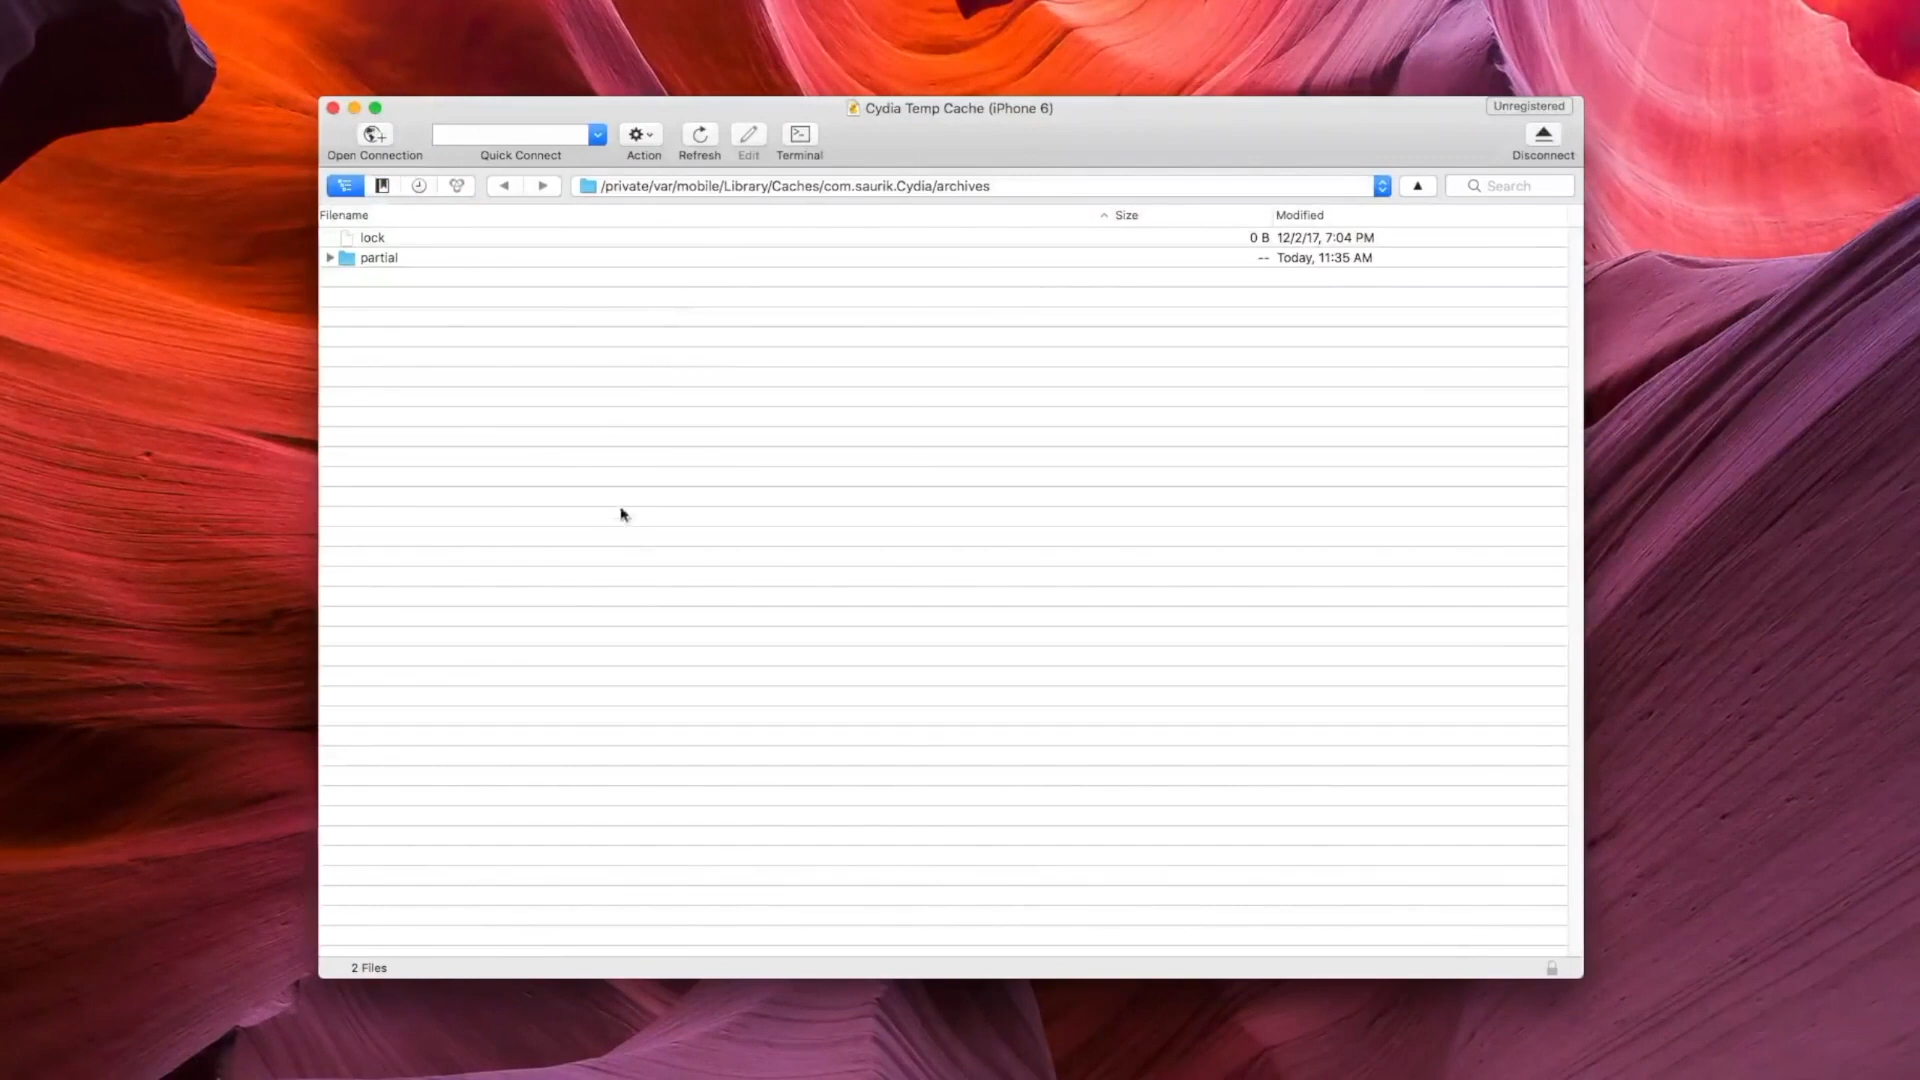 Cydia Temp Cache (iPhone 6)
Unregistered
Open Connection
Quick Connect
Action
Refresh
Edit
Terminal
Disconnect
/private/var/mobile/Library/Caches/com.saurik.Cydia/archives
Search
Filename
Size
Modified
lock
0 B
12/2/17, 7:04 PM
partial
--
Today, 11:35 AM
2 Files